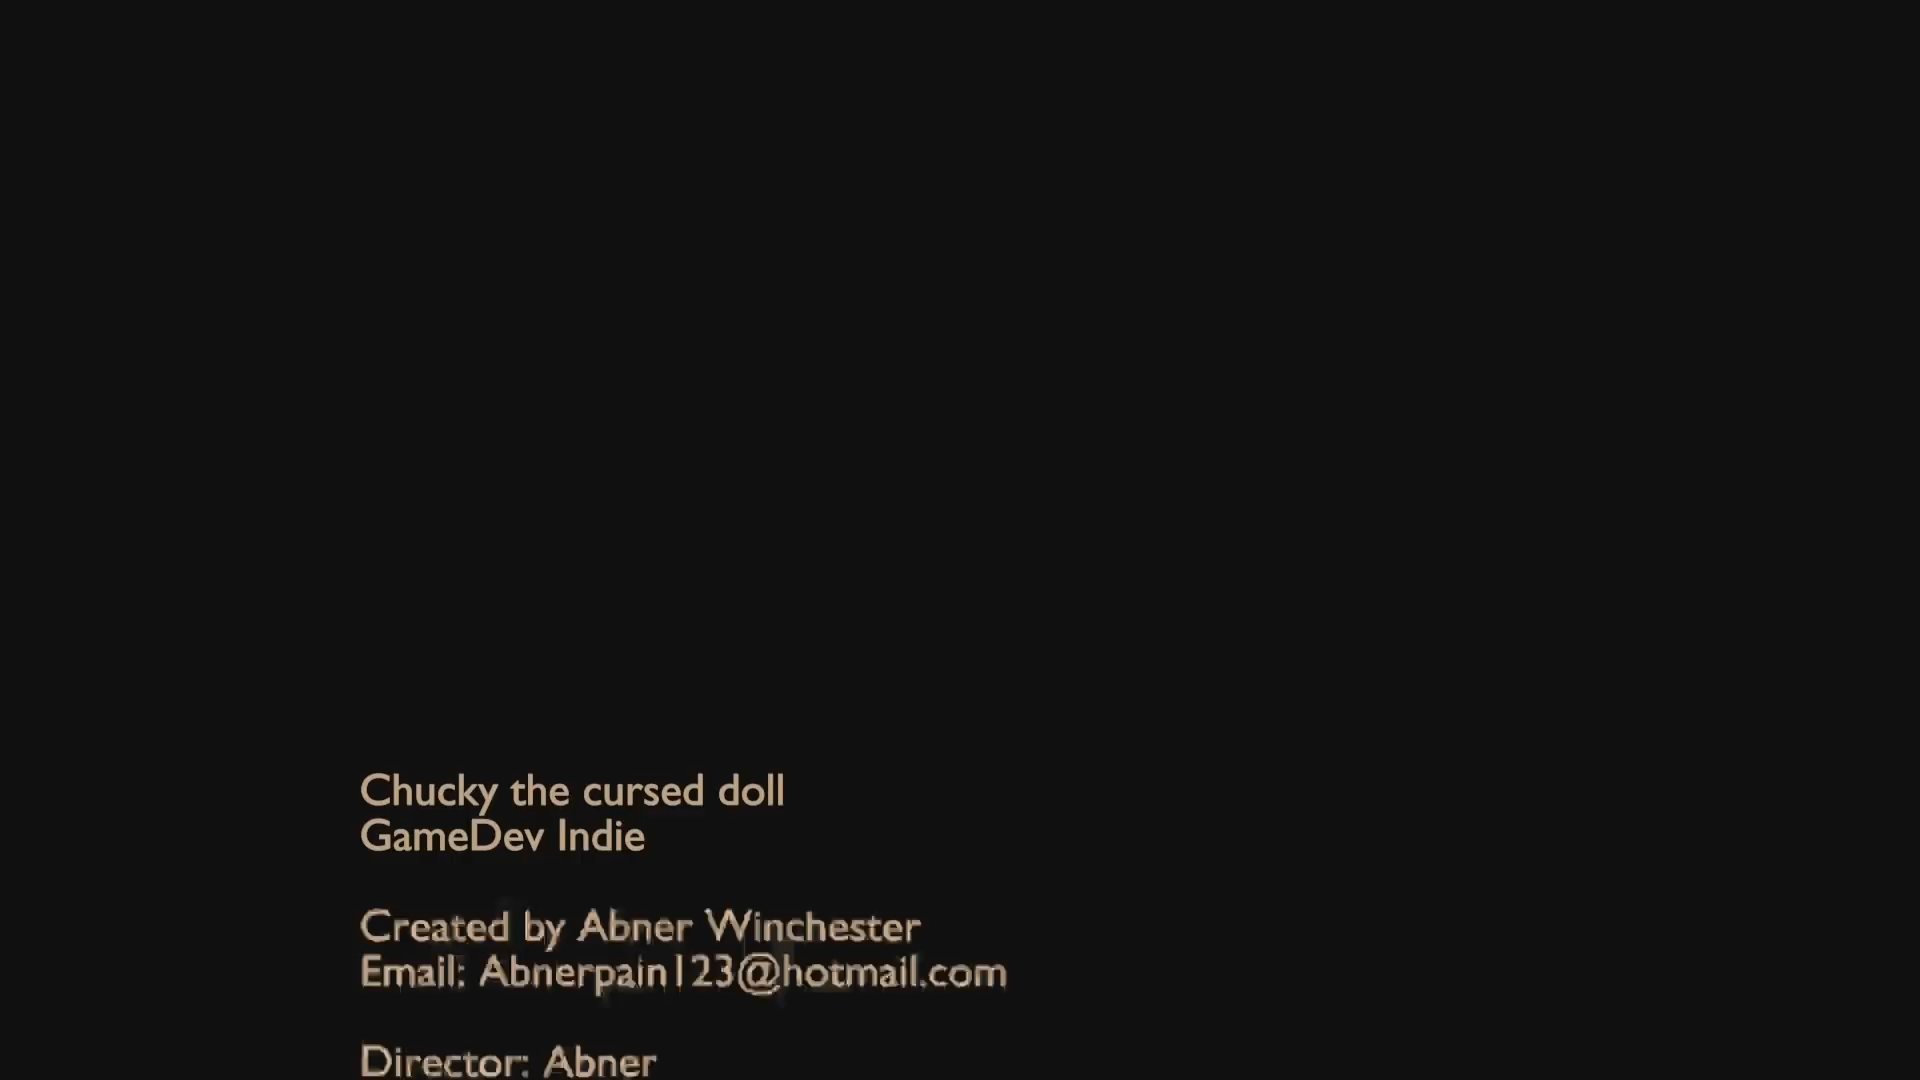 Chucky the cursed doll
GameDev Indie
Created by Abner Winchester
Email: Abnerpain123@hotmail.com
Director: Abner